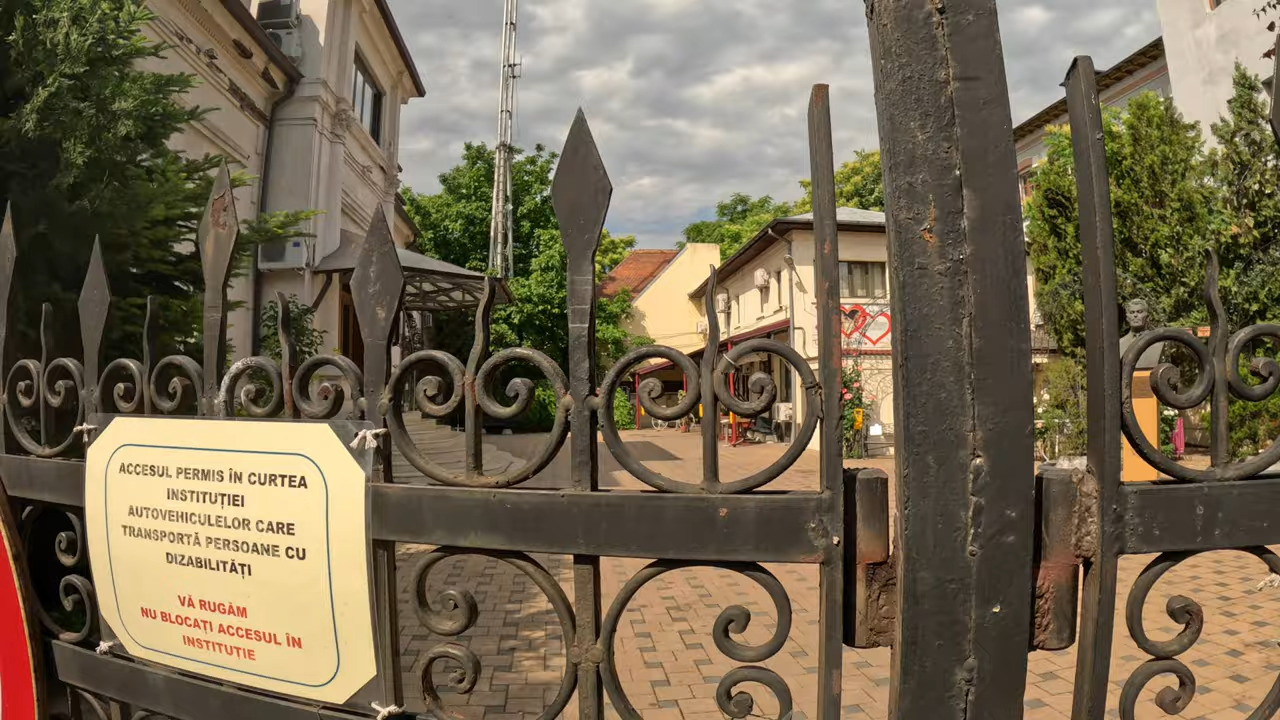 ACCESUL PERMIS ÎN CURTEA
INSTITUȚIEI
AUTOVEHICULELOR CARE
TRANSPORTĂ PERSOANE CU
DIZABILITĂȚI
VĂ RUGĂM
NU BLOCAȚI ACCESUL ÎN
INSTITUȚIE